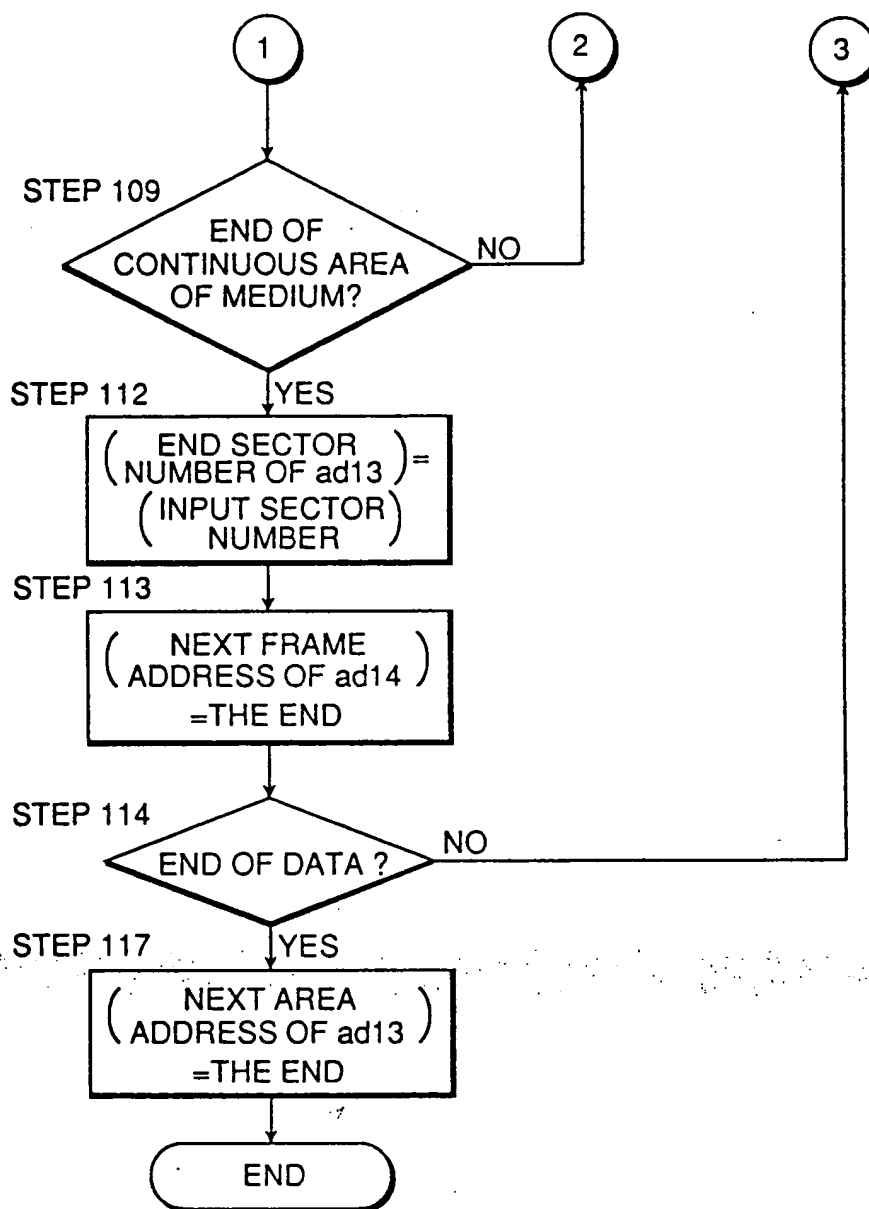 1
2
3
STEP 109
END OF
CONTINUOUS AREA
OF MEDIUM?
NO
YES
STEP 112
( END SECTOR
NUMBER OF ad13 ) =
( INPUT SECTOR
NUMBER )
STEP 113
( NEXT FRAME
ADDRESS OF ad14 )
=THE END
STEP 114
END OF DATA ?
NO
YES
STEP 117
( NEXT AREA
ADDRESS OF ad13 )
=THE END
END